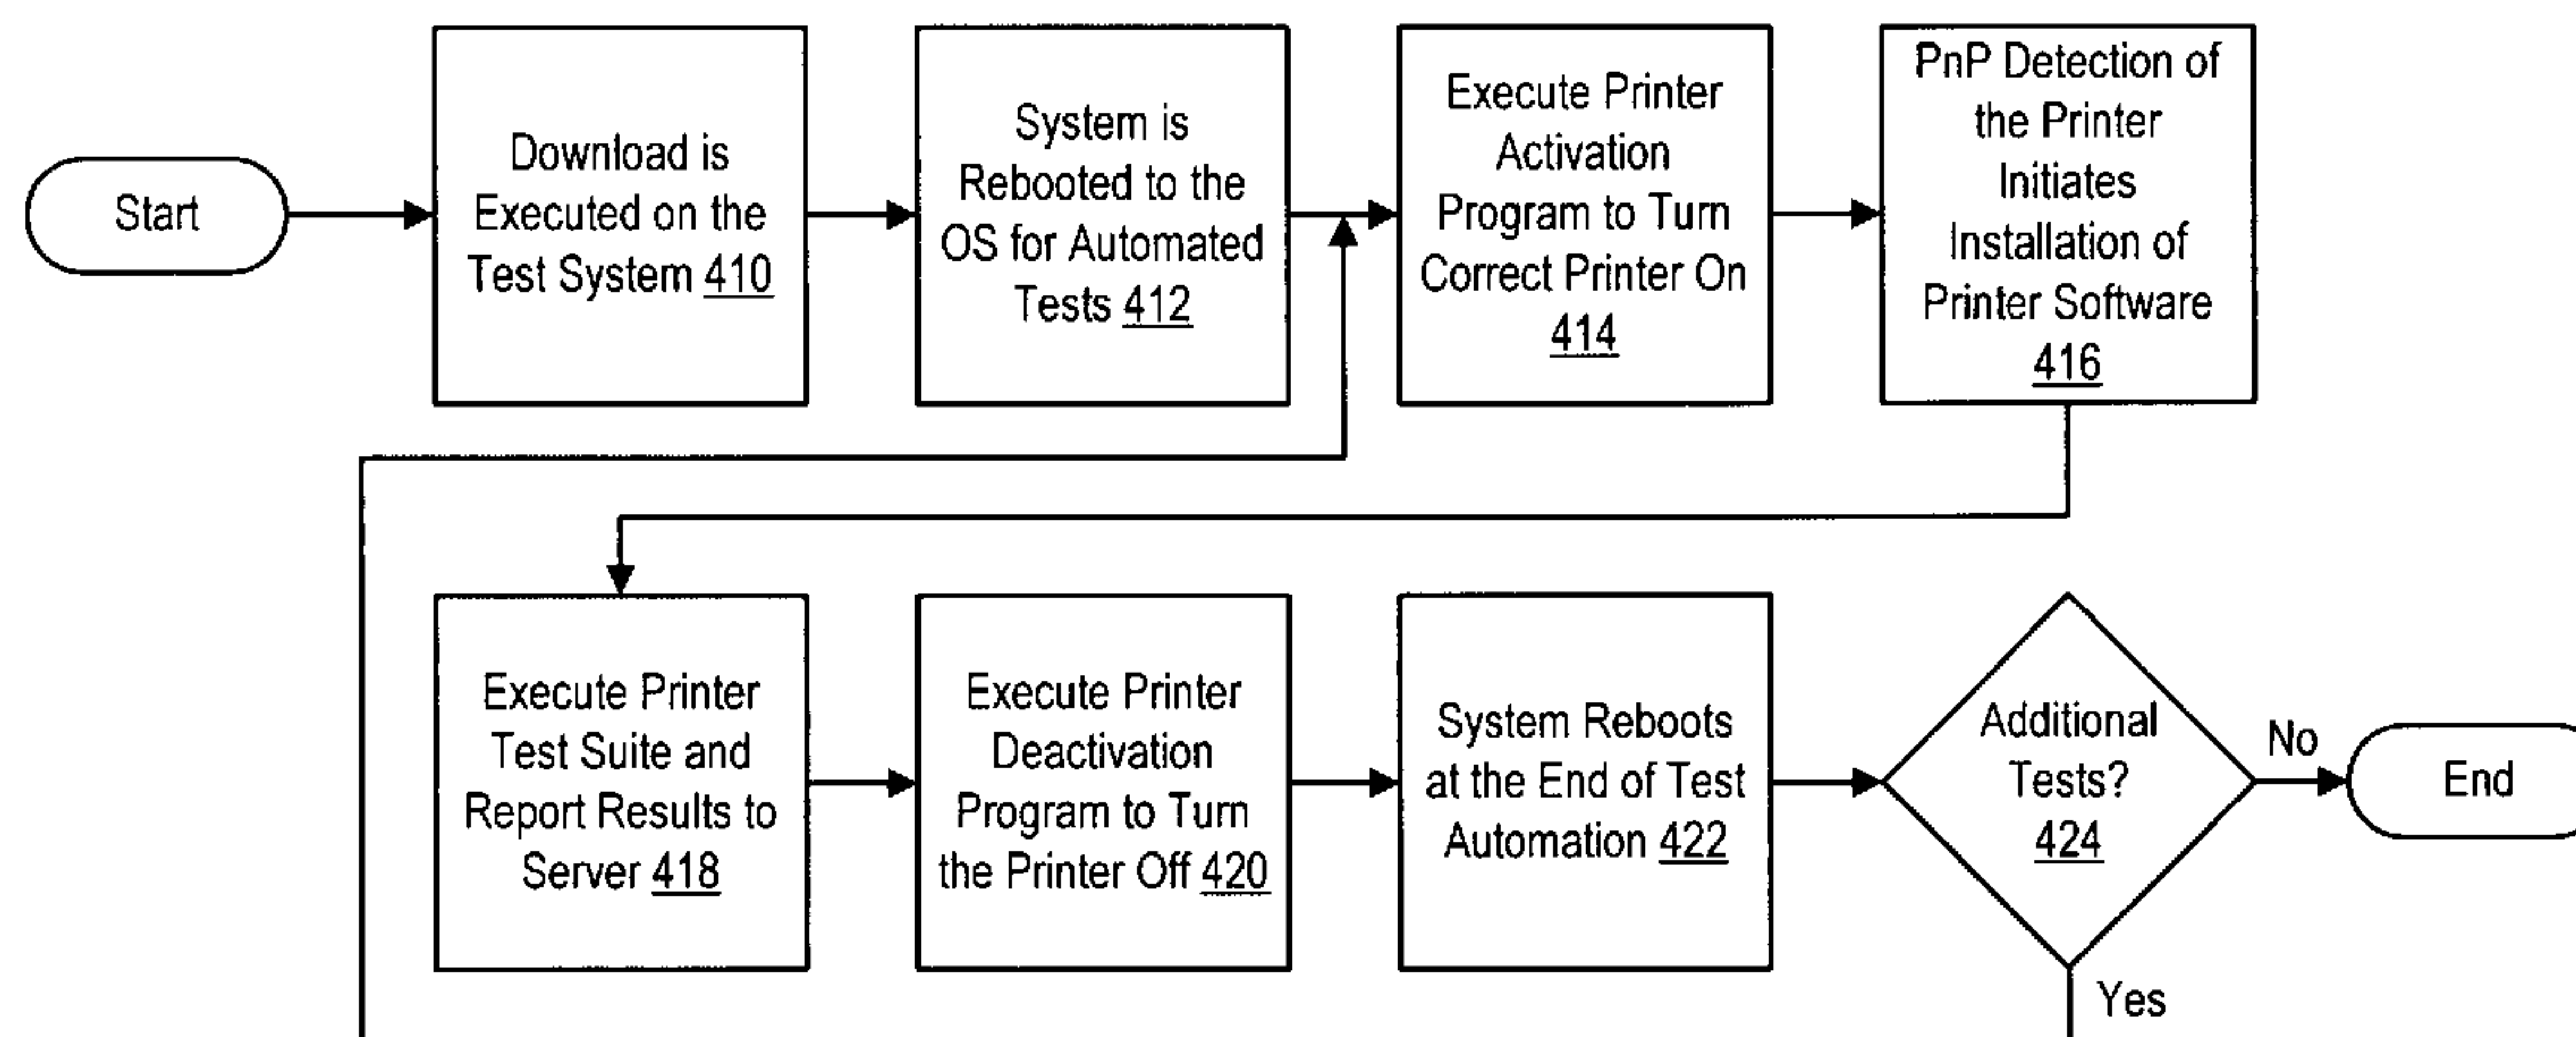 Start
Download is
Executed on the
Test System 410
System is
Rebooted to the
OS for Automated
Tests 412
Execute Printer
Activation
Program to Turn
Correct Printer On
414
PnP Detection of
the Printer
Initiates
Installation of
Printer Software
416
Execute Printer
Test Suite and
Report Results to
Server 418
Execute Printer
Deactivation
Program to Turn
the Printer Off 420
System Reboots
at the End of Test
Automation 422
Additional
Tests?
424
No
End
Yes